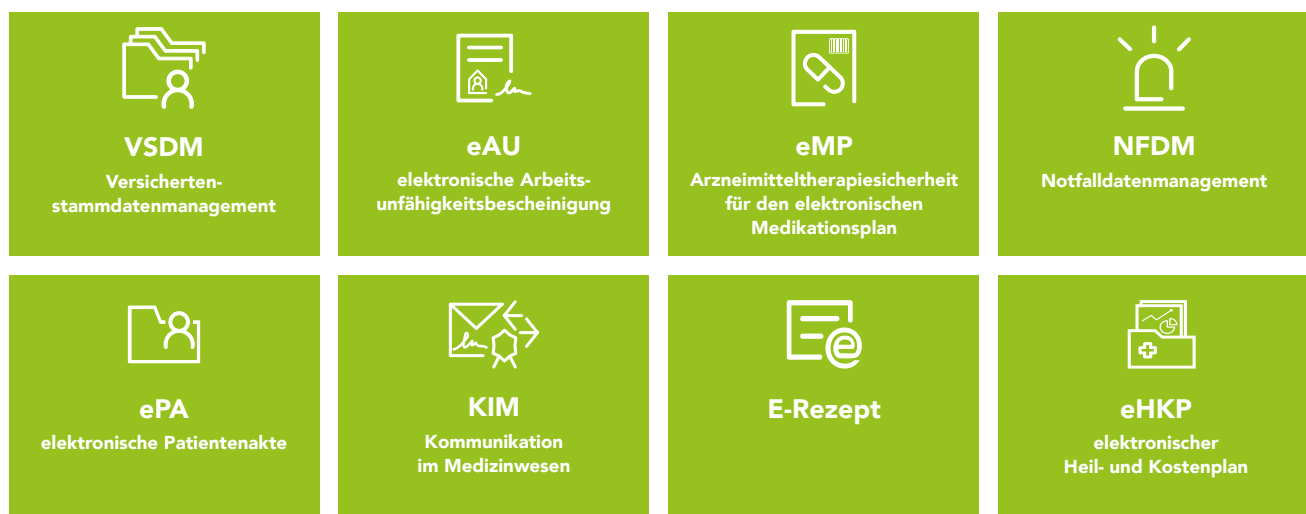 VSDM
Versicherten-
stammdatenmanagement
eAU
elektronische Arbeits-
unfähigkeitsbescheinigung
eMP
Arzneimitteltherapiesicherheit
für den elektronischen
Medikationsplan
NFDM
Notfalldatenmanagement
ePA
elektronische Patientenakte
KIM
Kommunikation
im Medizinwesen
E-Rezept
eHKP
elektronischer
Heil- und Kostenplan